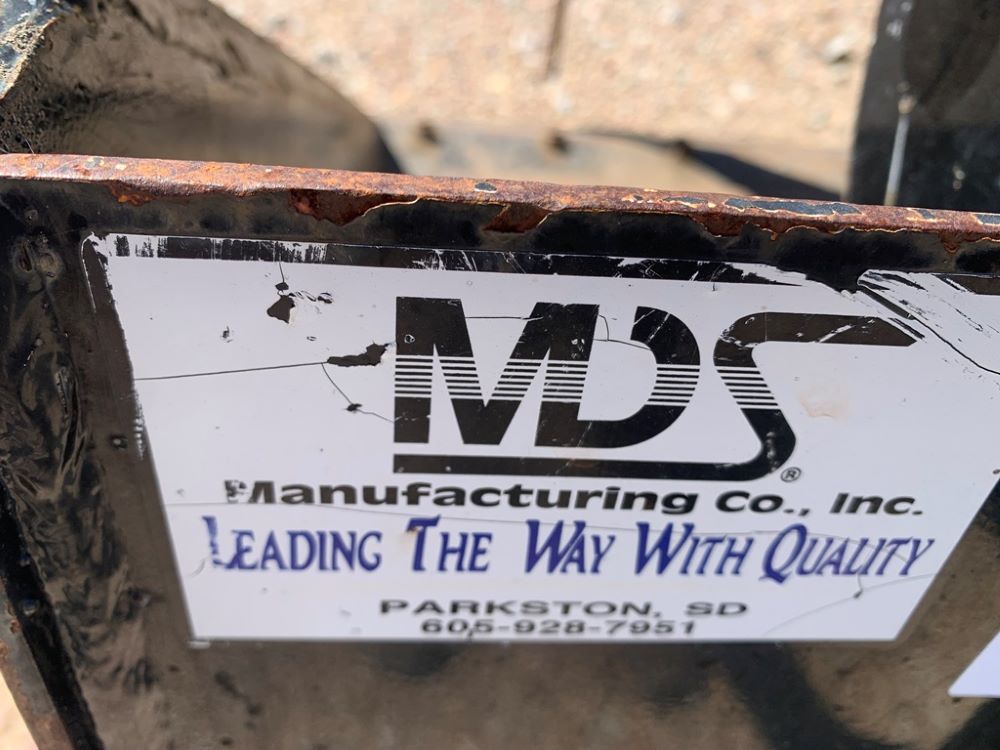 MDS®
Manufacturing Co., Inc.
LEADING THE WAY WITH QUALITY
PARKSTON, SD
605-928-7951